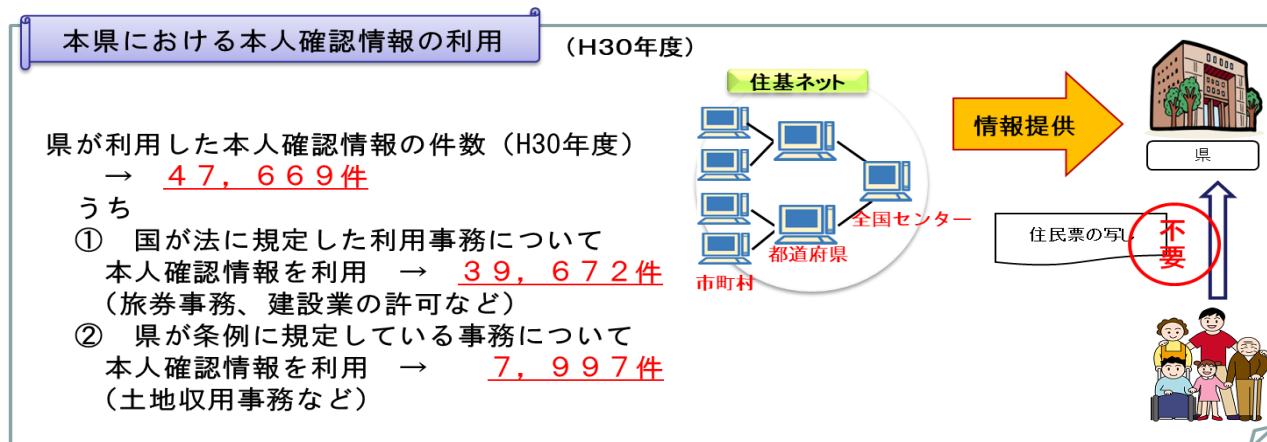 本県における本人確認情報の利用
（H30年度）
県が利用した本人確認情報の件数（H30年度）
→　４７，６６９件
うち
①　国が法に規定した利用事務について
本人確認情報を利用　→　３９，６７２件
（旅券事務、建設業の許可など）
②　県が条例に規定している事務について
本人確認情報を利用　→　７，９９７件
（土地収用事務など）
住基ネット
全国センター
都道府県
市町村
情報提供
県
住民票の写し
不
要